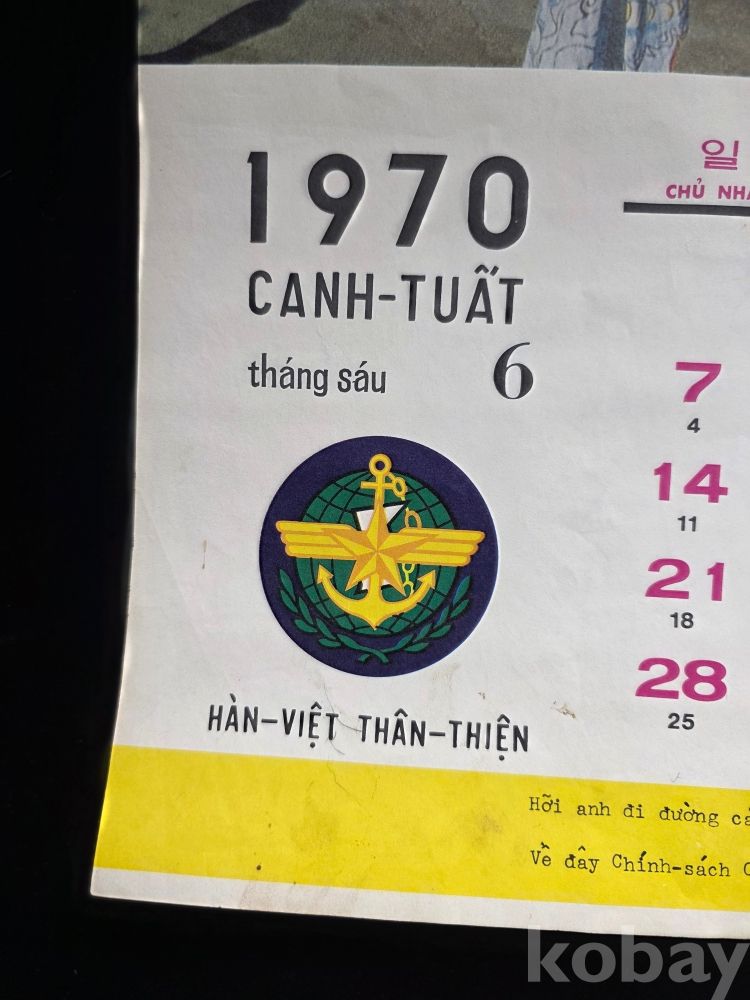 1970
CANH-TUẤT
tháng sáu 6
일
CHỦ NHẬ
7
4
14
11
21
18
28
25
HÀN-VIỆT THÂN-THIỆN
Hỡi anh đi đường
Về đây Chính-sách
kobay